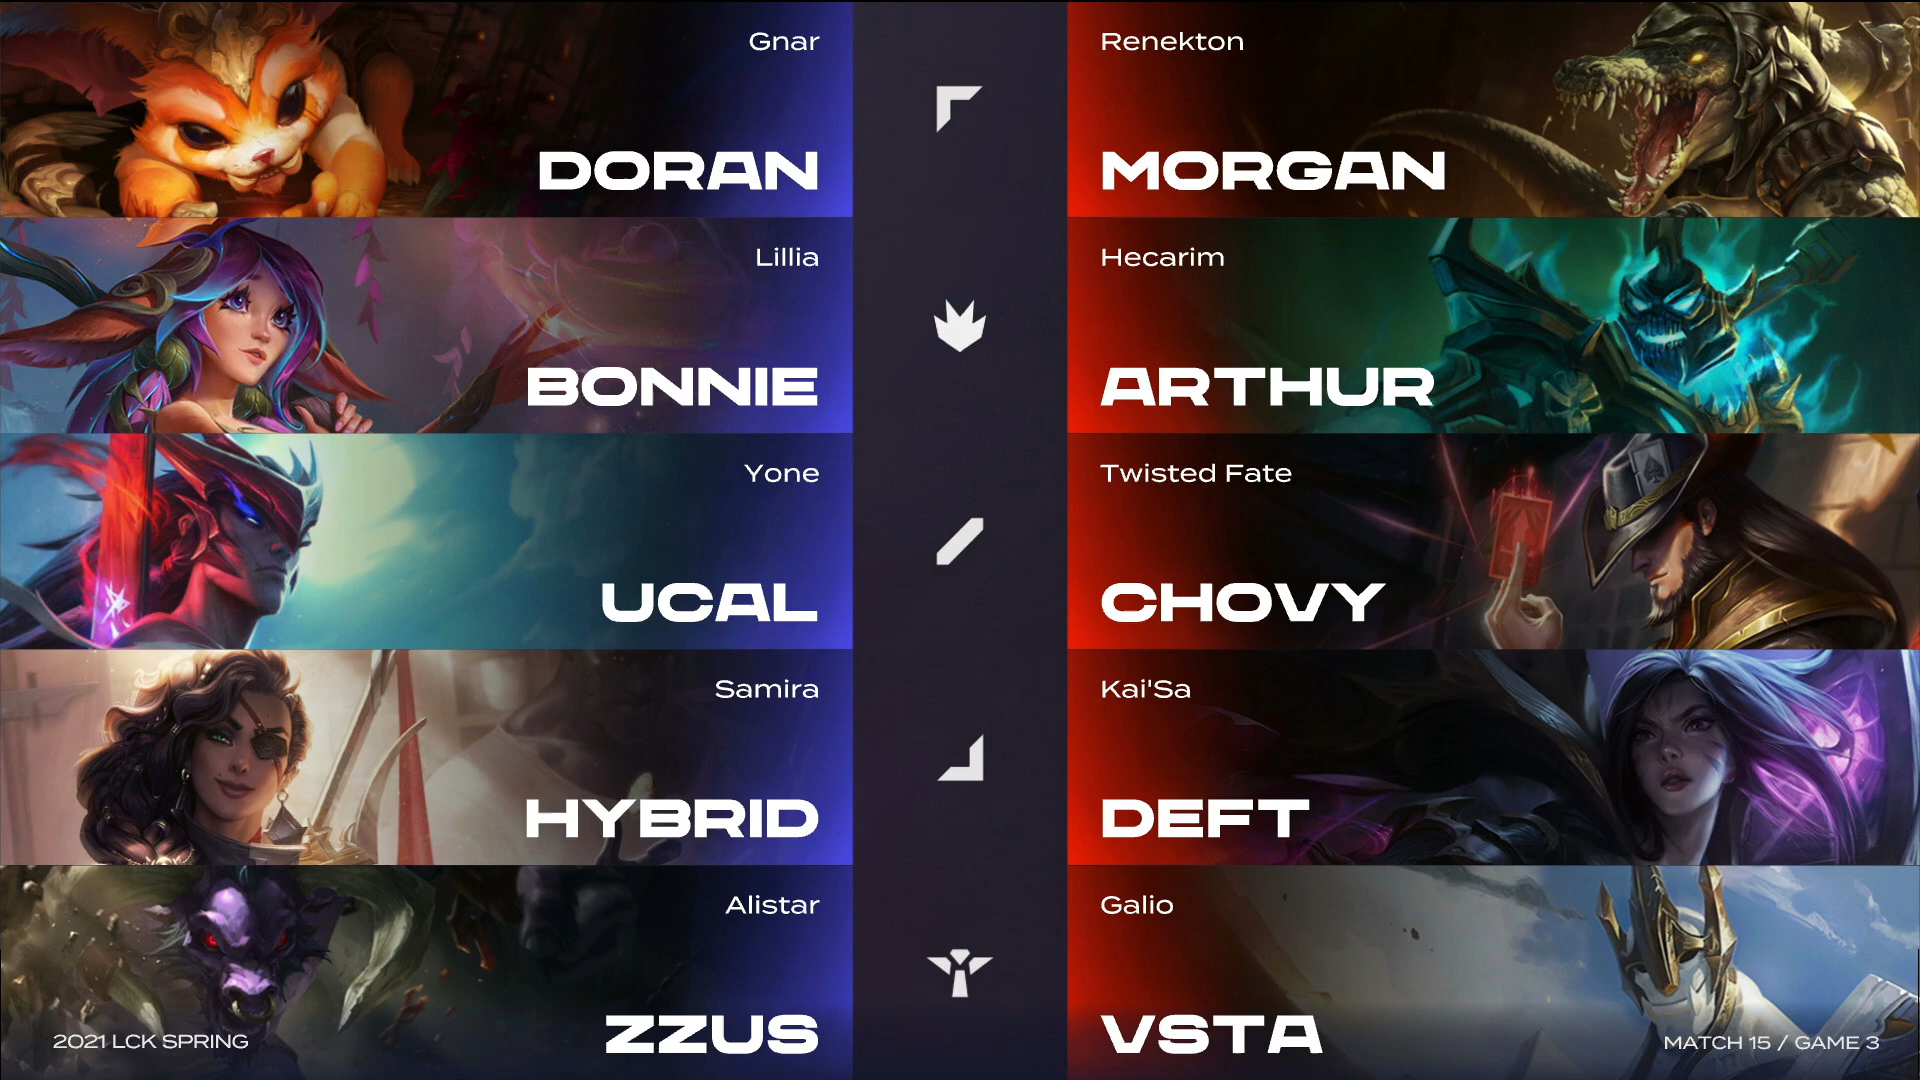 Gnar
DORAN
Renekton
MORGAN
Lillia
BONNIE
Hecarim
ARTHUR
Yone
UCAL
Twisted Fate
CHOVY
Samira
HYBRID
Kai'Sa
DEFT
Alistar
ZZUS
Galio
VSTA
2021 LCK SPRING
MATCH 15 / GAME 3